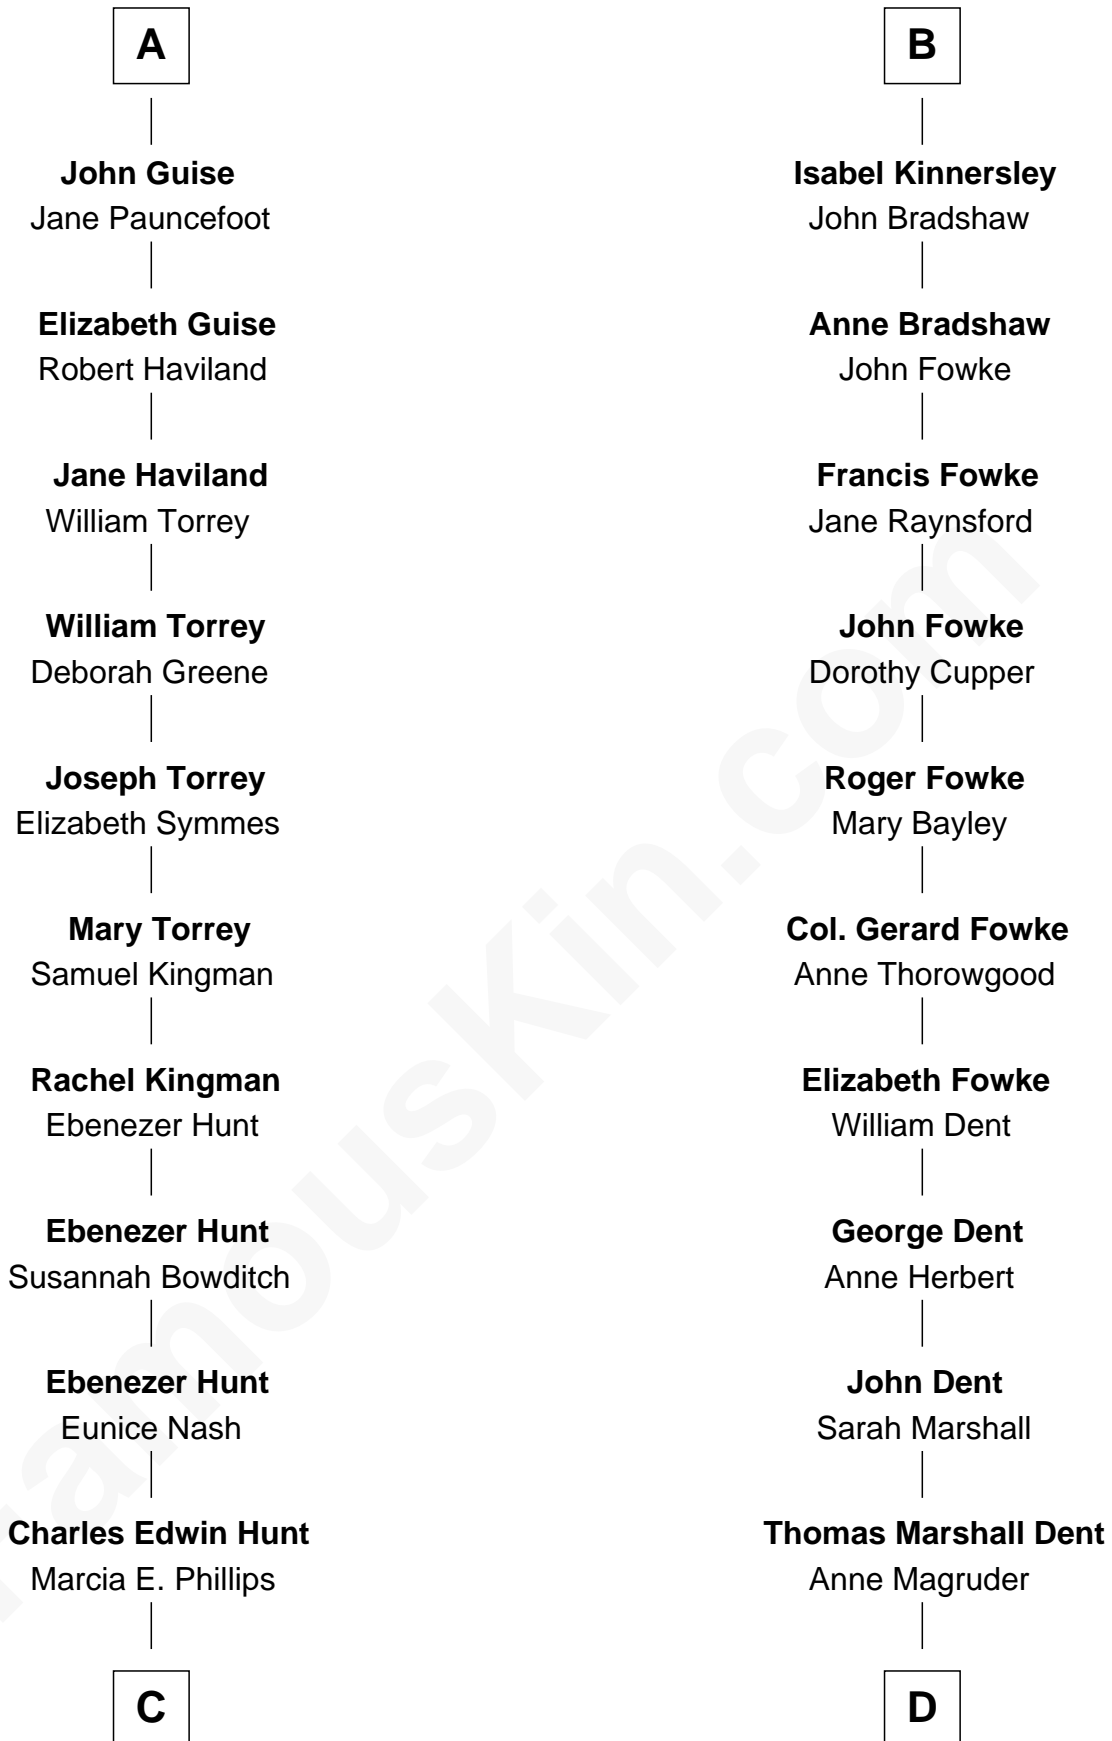 A
John Guise
Jane Pauncefoot
Elizabeth Guise
Robert Haviland
Jane Haviland
William Torrey
William Torrey
Deborah Greene
Joseph Torrey
Elizabeth Symmes
Mary Torrey
Samuel Kingman
Rachel Kingman
Ebenezer Hunt
Ebenezer Hunt
Susannah Bowditch
Ebenezer Hunt
Eunice Nash
Charles Edwin Hunt
Marcia E. Phillips
C
B
Isabel Kinnersley
John Bradshaw
Anne Bradshaw
John Fowke
Francis Fowke
Jane Raynsford
John Fowke
Dorothy Cupper
Roger Fowke
Mary Bayley
Col. Gerard Fowke
Anne Thorowgood
Elizabeth Fowke
William Dent
George Dent
Anne Herbert
John Dent
Sarah Marshall
Thomas Marshall Dent
Anne Magruder
D
FamousKin.com